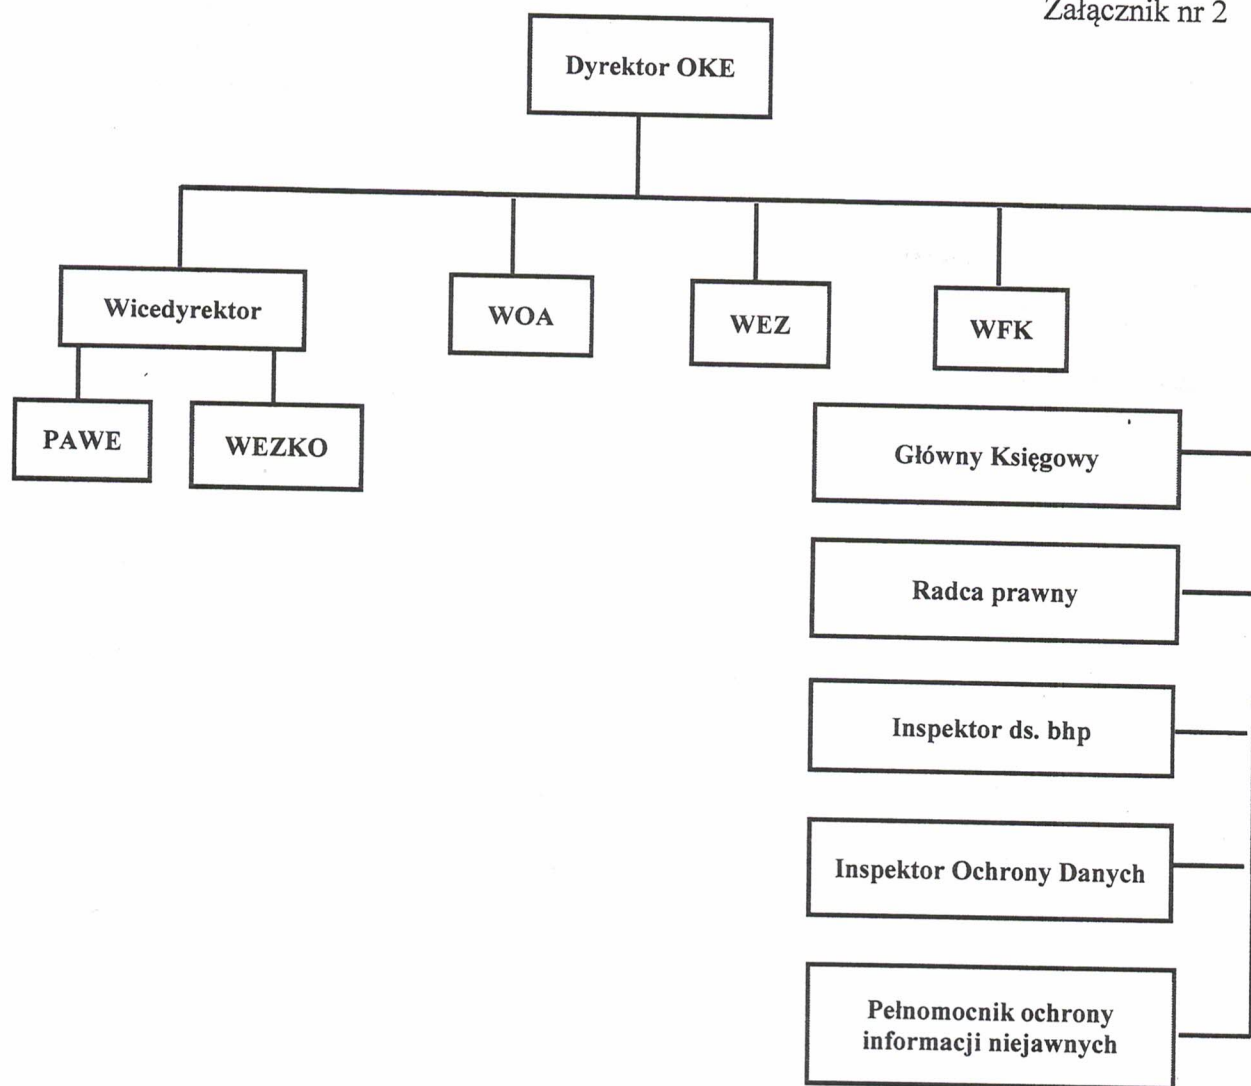 Załącznik nr 2
Dyrektor OKE
Wicedyrektor
WOA
WEZ
WFK
PAWE
WEZKO
Główny Księgowy
Radca prawny
Inspektor ds. bhp
Inspektor Ochrony Danych
Pełnomocnik ochrony
informacji niejawnych